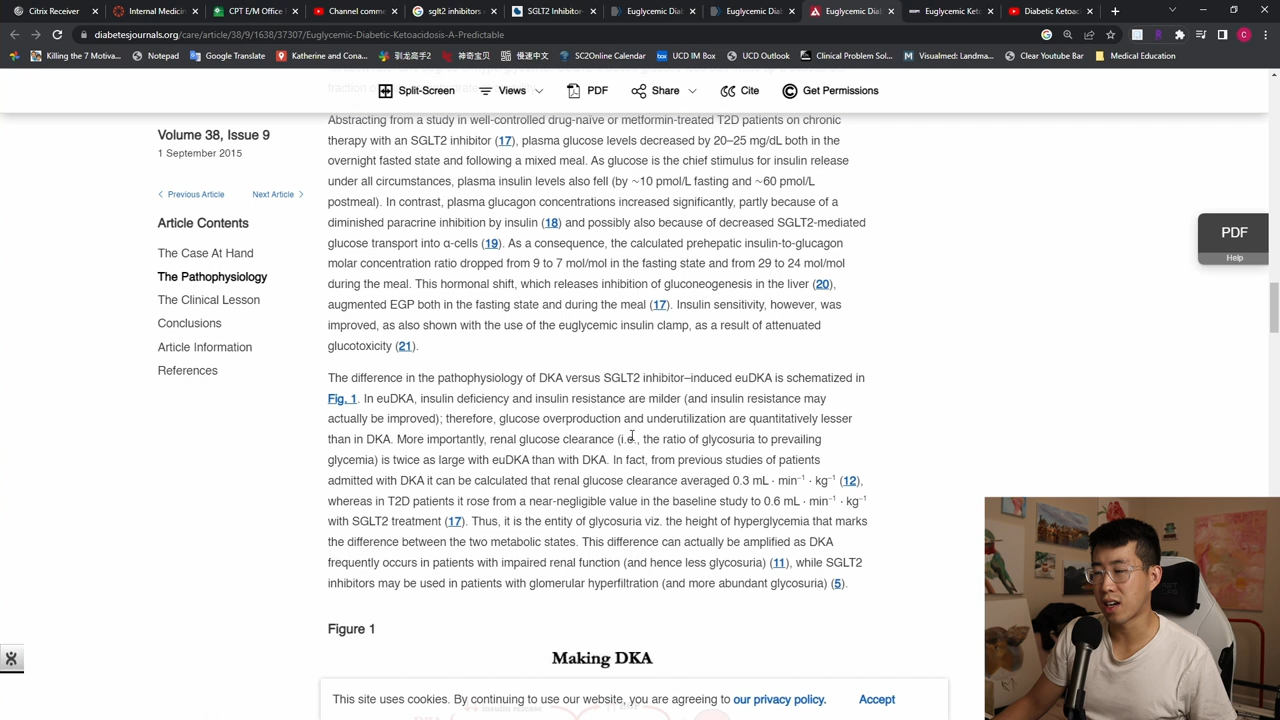 Citrix Receiver
Internal Medic
CPT E/M Office
Channel comme
sglt2 inhibitors
SGLT2 Inhibitor-
Euglycemic Diab
Euglycemic Diab
Euglycemic Diab
Euglycemic Ket
Diabetic Ketoac
diabetesjournals.org/care/article/38/9/1638/37307/Euglycemic-Diabetic-Ketoacidosis-A-Predictable
Killing the 7 Motiva...
Notepad
Google Translate
驯龙高手2
神奇宝贝
慢速中文
SC2Online Calendar
UCD IM Box
UCD Outlook
Clinical Problem Sol...
Visualmed - Landing...
Clear Youtube Bar
My Drive
Split-Screen
Views
PDF
Share
Cite
Get Permissions
Volume 38, Issue 9
1 September 2015
Previous Article
Next Article
Article Contents
The Case At Hand
The Pathophysiology
The Clinical Lesson
Conclusions
Article Information
References
Abstracting from a study in well-controlled drug-naïve or metformin-treated T2D patients on chronic
therapy with an SGLT2 inhibitor (17), plasma glucose levels decreased by 20–25 mg/dL both in the
overnight fasted state and following a mixed meal. As glucose is the chief stimulus for insulin release
under all circumstances, plasma insulin levels also fell (by ~10 pmol/L fasting and ~60 pmol/L
postmeal). In contrast, plasma glucagon concentrations increased significantly, partly because of a
diminished paracrine inhibition by insulin (18) and possibly also because of decreased SGLT2-mediated
glucose transport into α-cells (19). As a consequence, the calculated prehepatic insulin-to-glucagon
molar concentration ratio dropped from 9 to 7 mol/mol in the fasting state and from 29 to 24 mol/mol
during the meal. This hormonal shift, which releases inhibition of gluconeogenesis in the liver (20),
augmented EGP both in the fasting state and during the meal (17). Insulin sensitivity, however, was
improved, as also shown with the use of the euglycemic insulin clamp, as a result of attenuated
glucotoxicity (21).
The difference in the pathophysiology of DKA versus SGLT2 inhibitor–induced euDKA is schematized in
Fig. 1. In euDKA, insulin deficiency and insulin resistance are milder (and insulin resistance may
actually be improved); therefore, glucose overproduction and underutilization are quantitatively lesser
than in DKA. More importantly, renal glucose clearance (i.e., the ratio of glycosuria to prevailing
glycemia) is twice as large with euDKA than with DKA. In fact, from previous studies of patients
admitted with DKA it can be calculated that renal glucose clearance averaged 0.3 mL · min⁻¹ · kg⁻¹ (12),
whereas in T2D patients it rose from a near-negligible value in the baseline study to 0.6 mL · min⁻¹ · kg⁻¹
with SGLT2 treatment (17). Thus, it is the entity of glycosuria viz. the height of hyperglycemia that marks
the difference between the two metabolic states. This difference can actually be amplified as DKA
frequently occurs in patients with impaired renal function (and hence less glycosuria) (11), while SGLT2
inhibitors may be used in patients with glomerular hyperfiltration (and more abundant glycosuria) (5).
Figure 1
Making DKA
PDF
Help
This site uses cookies. By continuing to use our website, you are agreeing to our privacy policy.
Accept